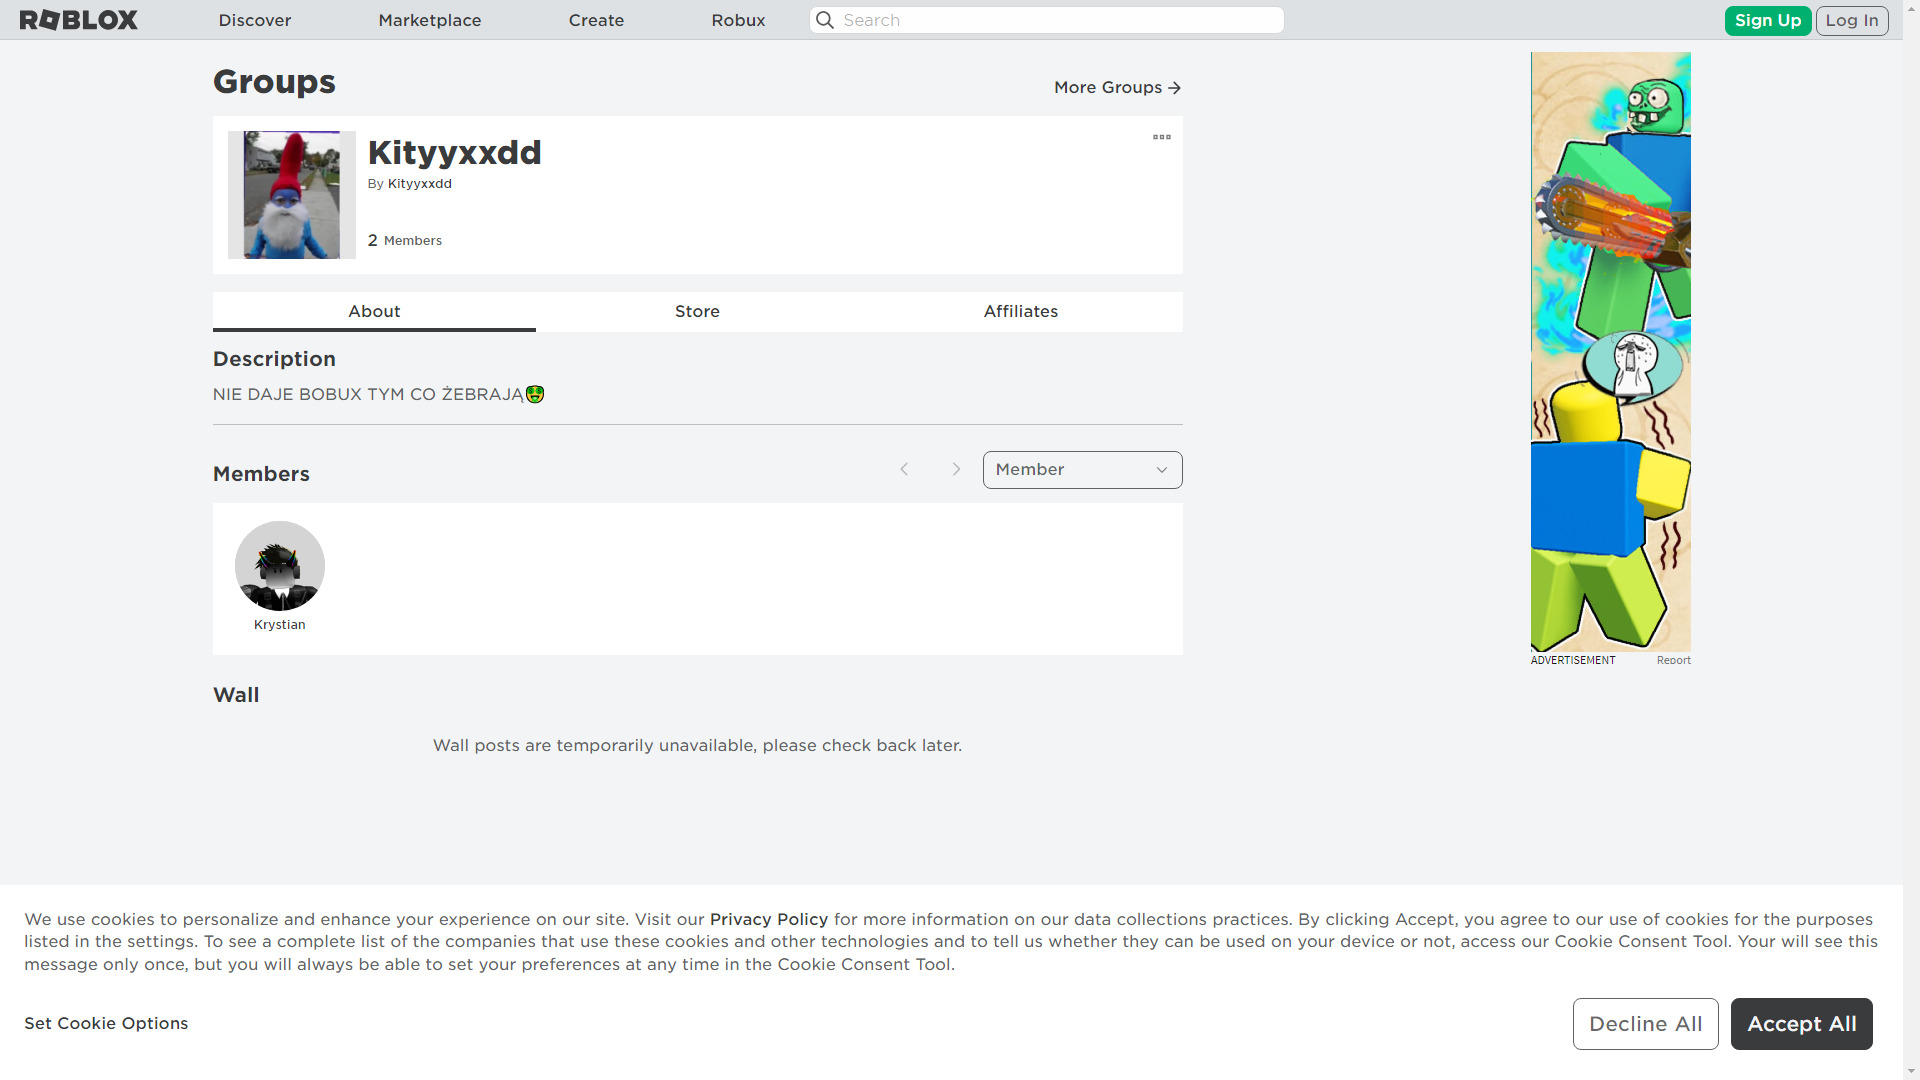 ROBLOX
Discover
Marketplace
Create
Robux
Search
Sign Up
Log In
Groups
More Groups
Kityyxxdd
By Kityyxxdd
2 Members
About
Store
Affiliates
Description
NIE DAJE BOBUX TYM CO ŻEBRAJĄ🤑
Members
Member
Krystian
Wall
Wall posts are temporarily unavailable, please check back later.
ADVERTISEMENT
Report
We use cookies to personalize and enhance your experience on our site. Visit our Privacy Policy for more information on our data collections practices. By clicking Accept, you agree to our use of cookies for the purposes
listed in the settings. To see a complete list of the companies that use these cookies and other technologies and to tell us whether they can be used on your device or not, access our Cookie Consent Tool. Your will see this
message only once, but you will always be able to set your preferences at any time in the Cookie Consent Tool.
Set Cookie Options
Decline All
Accept All